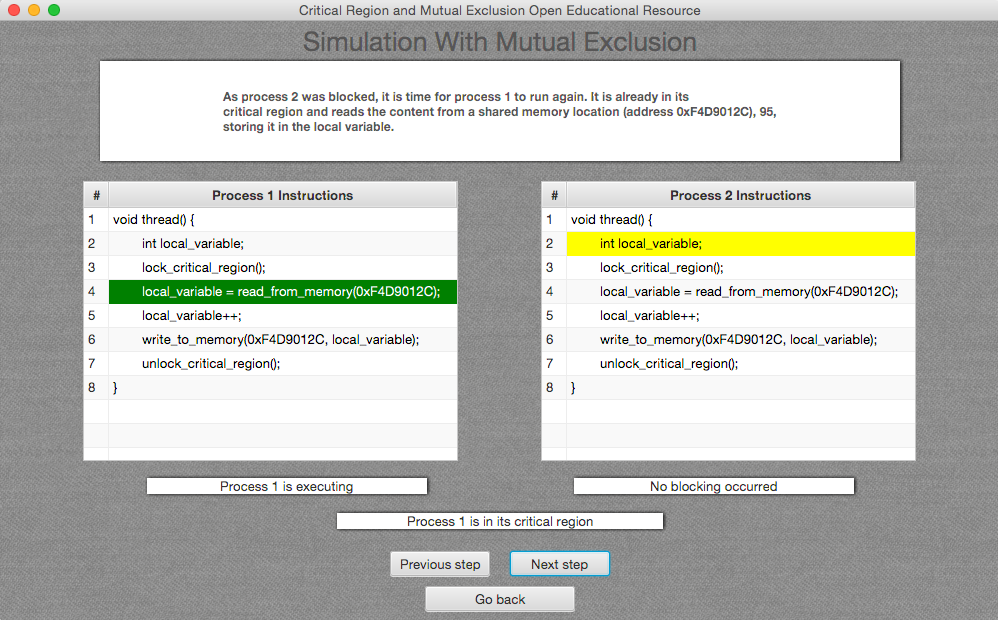 Critical Region and Mutual Exclusion Open Educational Resource
Simulation With Mutual Exclusion
As process 2 was blocked, it is time for process 1 to run again. It is already in its
critical region and reads the content from a shared memory location (address 0xF4D9012C), 95,
storing it in the local variable.
# Process 1 Instructions
1 void thread() {
2 int local_variable;
3 lock_critical_region();
4 local_variable = read_from_memory(0xF4D9012C);
5 local_variable++;
6 write_to_memory(0xF4D9012C, local_variable);
7 unlock_critical_region();
8 }
# Process 2 Instructions
1 void thread() {
2 int local_variable;
3 lock_critical_region();
4 local_variable = read_from_memory(0xF4D9012C);
5 local_variable++;
6 write_to_memory(0xF4D9012C, local_variable);
7 unlock_critical_region();
8 }
Process 1 is executing
No blocking occurred
Process 1 is in its critical region
Previous step
Next step
Go back